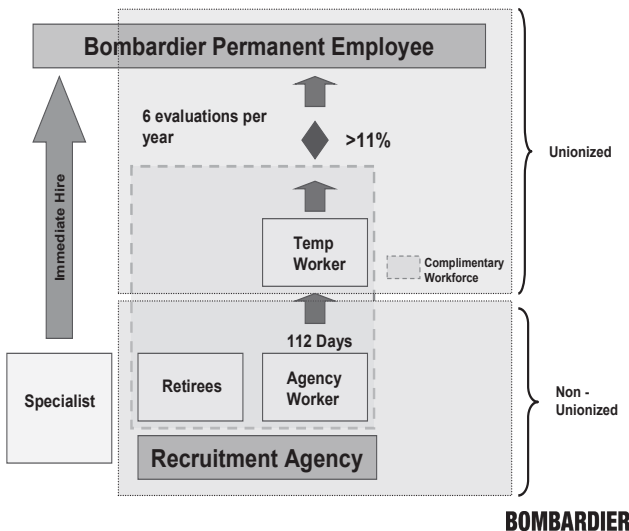 Bombardier Permanent Employee
6 evaluations per
year
>11%
Unionized
Immediate Hire
Temp
Worker
Complimentary
Workforce
112 Days
Specialist
Retirees
Agency
Worker
Non -
Unionized
Recruitment Agency
BOMBARDIER